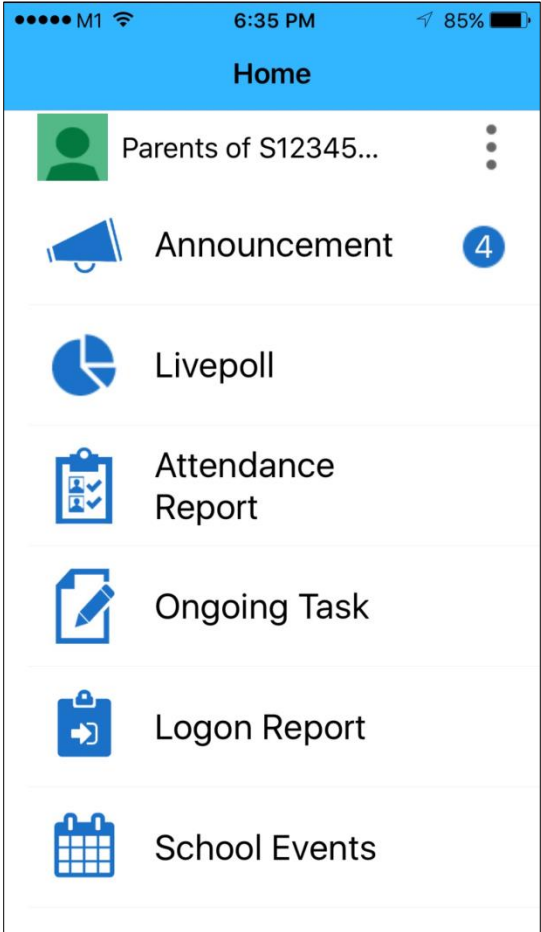 M1 6:35 PM 85%
Home
Parents of S12345...
Announcement 4
Livepoll
Attendance
Report
Ongoing Task
Logon Report
School Events